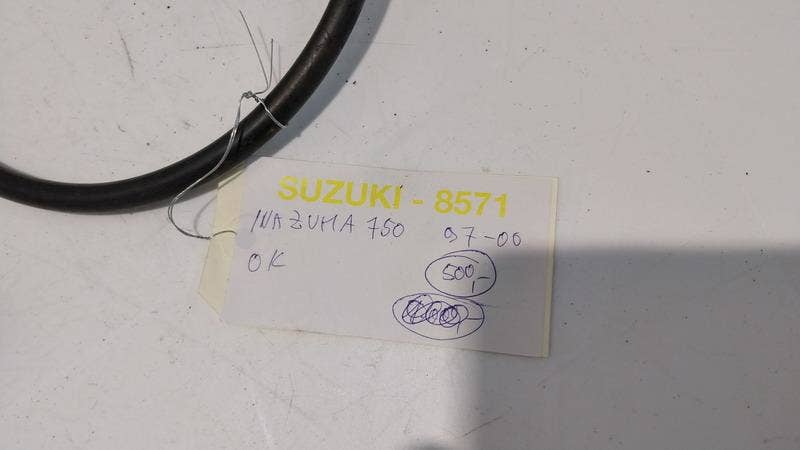 SUZUKI - 8571
INAZUMA 750 97-00
OK
500,-